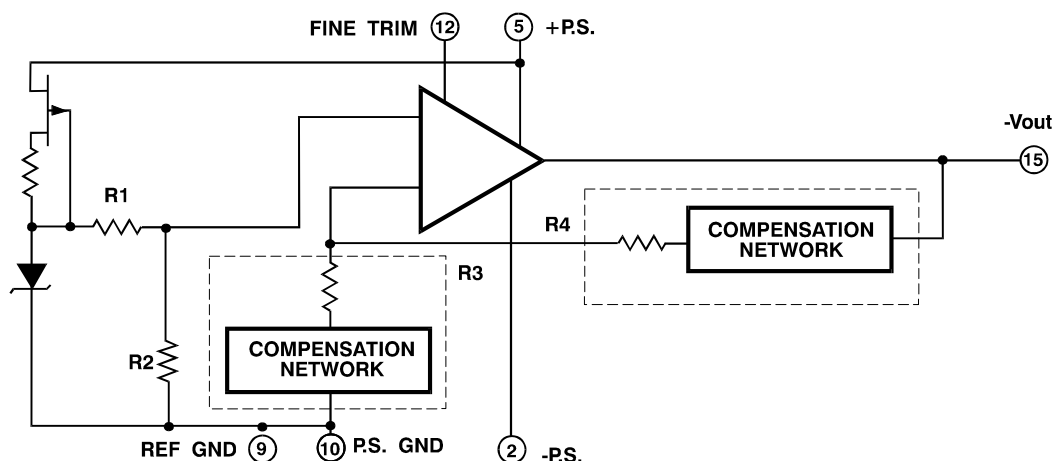 FINE TRIM 12 5 +P.S.
-Vout
15
R1
R4
COMPENSATION
NETWORK
R3
R2
COMPENSATION
NETWORK
REF GND 9 10 P.S. GND 2 -P.S.